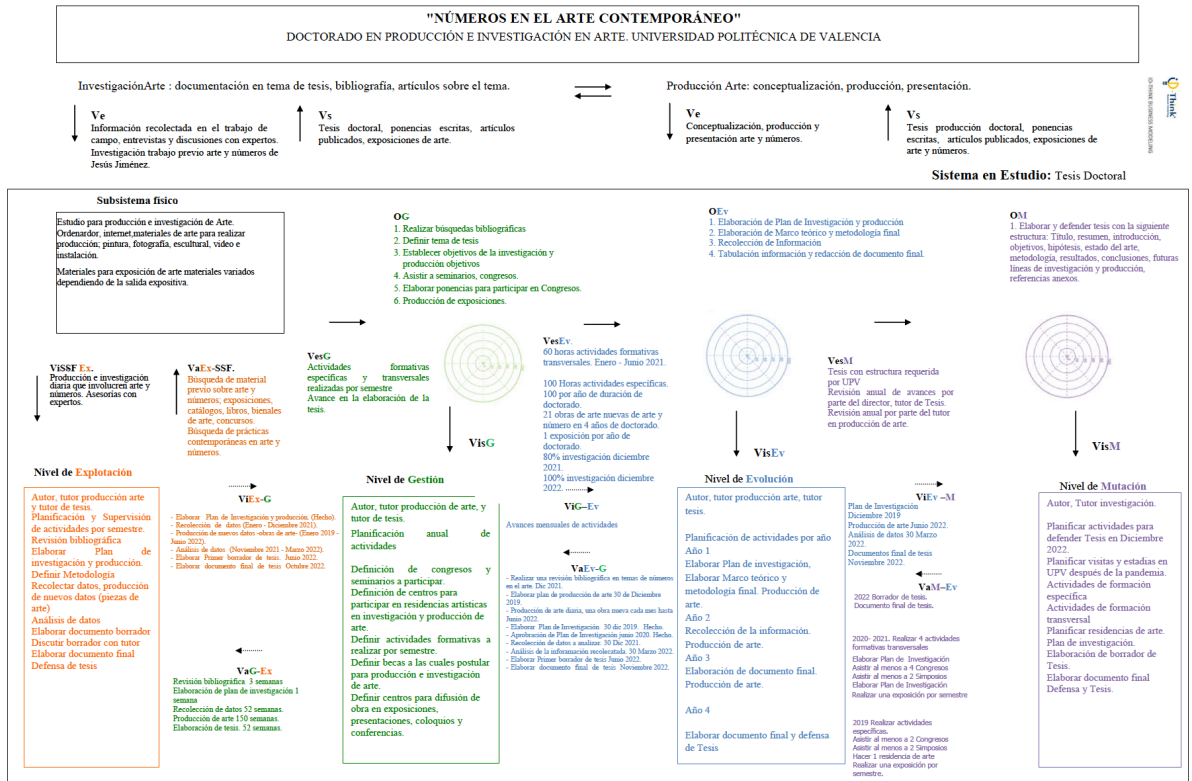 "NÚMEROS EN EL ARTE CONTEMPORÁNEO"
DOCTORADO EN PRODUCCIÓN E INVESTIGACIÓN EN ARTE. UNIVERSIDAD POLITÉCNICA DE VALENCIA
InvestigaciónArte : documentación en tema de tesis, bibliografía, artículos sobre el tema.
Ve
Información recolectada en el trabajo de
campo, entrevistas y discusiones con expertos.
Investigación trabajo previo arte y números de
Jesús Jiménez.
Vs
Tesis doctoral, ponencias escritas, artículos
publicados, exposiciones de arte.
Producción Arte: conceptualización, producción, presentación.
Ve
Conceptualización, producción y
presentación arte y números.
Vs
Tesis producción doctoral, ponencias
escritas, artículos publicados, exposiciones de
arte y números.
iD Think
ID-THINK BUSINESS MODELING
Sistema en Estudio: Tesis Doctoral
Subsistema físico
Estudio para producción e investigación de Arte.
Ordenardor, internet,materiales de arte para realizar
producción; pintura, fotografía, escultural, video e
instalación.
Materiales para exposición de arte materiales variados
dependiendo de la salida expositiva.
OG
1. Realizar búsquedas bibliográficas
2. Definir tema de tesis
3. Establecer objetivos de la investigación y
producción objetivos
4. Asistir a seminarios, congresos.
5. Elaborar ponencias para participar en Congresos.
6. Producción de exposiciones.
OEv
1. Elaboración de Plan de Investigación y producción
2. Elaboración de Marco teórico y metodología final
3. Recolección de Información
4. Tabulación información y redacción de documento final.
OM
1. Elaborar y defender tesis con la siguiente
estructura: Título, resumen, introducción,
objetivos, hipótesis, estado del arte,
metodología, resultados, conclusiones, futuras
líneas de investigación y producción,
referencias anexos.
ViSSF Ex.
Producción e investigación
diaria que involucren arte y
números. Asesorías con
expertos.
VaEx-SSF.
Búsqueda de material
previo sobre arte y
números; exposiciones,
catálogos, libros, bienales
de arte, concursos.
Búsqueda de prácticas
contemporáneas en arte y
números.
VesG
Actividades formativas
específicas y transversales
realizadas por semestre
Avance en la elaboración de la
tesis.
VisG
VesEv.
60 horas actividades formativas
transversales. Enero - Junio 2021.
100 Horas actividades específicas.
100 por año de duración de
doctorado.
21 obras de arte nuevas de arte y
número en 4 años de doctorado.
1 exposición por año de
doctorado.
80% investigación diciembre
2021.
100% investigación diciembre
2022.
VisEv
VesM
Tesis con estructura requerida
por UPV
Revisión anual de avances por
parte del director, tutor de Tesis.
Revisión anual por parte del tutor
en producción de arte.
VisM
Nivel de Explotación
Autor, tutor producción arte
y tutor de tesis.
Planificación y Supervisión
de actividades por semestre.
Revisión bibliográfica
Elaborar Plan de
investigación y producción.
Definir Metodología
Recolectar datos, producción
de nuevos datos (piezas de
arte)
Análisis de datos
Elaborar documento borrador
Discutr borrador con tutor
Elaborar documento final
Defensa de tesis
ViEx-G
- Elaborar Plan de Investigación y producción. (Hecho).
- Recolección de datos (Enero - Diciembre 2021).
- Producción de nuevos datos -obras de arte- (Enero 2019 -
Junio 2022).
- Análisis de datos (Noviembre 2021 - Marzo 2022).
- Elaborar Primer borrador de tesis. Junio 2022.
- Elaborar documento final de tesis Octubre 2022.
VaG-Ex
Revisión bibliográfica 3 semanas
Elaboración de plan de investigación 1
semana
Recolección de datos 52 semanas.
Producción de arte 150 semanas.
Elaboración de tesis. 52 semanas.
Nivel de Gestión
Autor, tutor producción de arte, y
tutor de tesis.
Planificación anual de
actividades
Definición de congresos y
seminarios a participar.
Definición de centros para
participar en residencias artísticas
en investigación y producción de
arte.
Definir actividades formativas a
realizar por semestre.
Definir becas a las cuales postular
para producción e investigación
de arte.
Definir centros para difusión de
obra en exposiciones,
presentaciones, coloquios y
conferencias.
ViG–Ev
Avances mensuales de actividades
VaEv-G
- Realizar una revisión bibliográfica en temas de números
en el arte. Dic 2021.
- Elaborar plan de producción de arte 30 de Diciembre
2019.
- Producción de arte diaria, una obra nueva cada mes hasta
Junio 2022.
- Elaborar Plan de Investigación 30 dic 2019. Hecho.
- Aprobración de Plan de Investigación junio 2020. Hecho.
- Recolección de datos a analizar. 30 Dic 2021.
- Análisis de la inforamación recolecatada. 30 Marzo 2022.
- Elaborar Primer borrador de tesis Junio 2022.
- Elaborar documento final de tesis Noviembre 2022.
Nivel de Evolución
Autor, tutor producción arte, tutor
tesis.
Planificación de actividades por año
Año 1
Elaborar Plan de investigación,
Elaborar Marco teórico y
metodología final. Producción de
arte.
Año 2
Recolección de la información.
Producción de arte.
Año 3
Elaboración de documento final.
Producción de arte.
Año 4
Elaborar documento final y defensa
de Tesis
ViEv –M
Plan de Investigación
Diciembre 2019
Producción de arte Junio 2022.
Análisis de datos 30 Marzo
2022.
Documentos final de tesis
Noviembre 2022.
VaM–Ev
2022 Borrador de tesis.
Documento final de tesis.
2020- 2021. Realizar 4 actividades
formativas transversales
Elaborar Plan de Investigación
Asistir al menos a 4 Congresos
Asistir al menos a 2 Simposios
Elaborar Plan de Investigación
Realizar una exposición por semestre
2019 Realizar actividades
específicas.
Asistir al menos a 2 Congresos
Asistir al menos a 2 Simposios
Hacer 1 residencia de arte
Realizar una exposición por
semestre.
Nivel de Mutación
Autor, Tutor investigación.
Planificar actividades para
defender Tesis en Diciembre
2022.
Planificar visitas y estadías en
UPV después de la pandemia.
Actividades de formación
específica
Actividades de formación
transversal
Planificar residencias de arte.
Plan de investigación.
Elaboración de borrador de
Tesis.
Elaborar documento final
Defensa y Tesis.